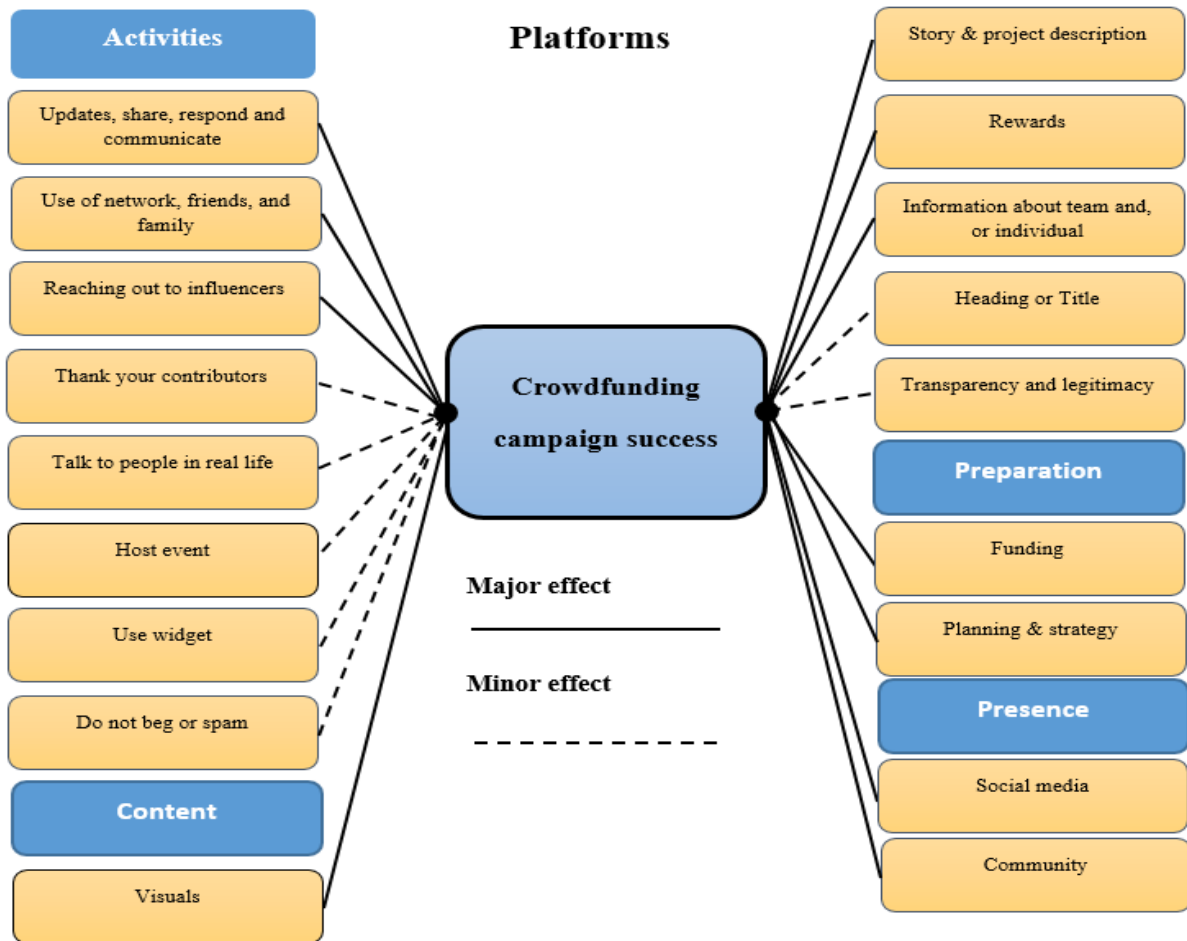 Activities
Updates, share, respond and
communicate
Use of network, friends, and
family
Reaching out to influencers
Thank your contributors
Talk to people in real life
Host event
Use widget
Do not beg or spam
Content
Visuals
Platforms
Crowdfunding
campaign success
Major effect
Minor effect
Story & project description
Rewards
Information about team and,
or individual
Heading or Title
Transparency and legitimacy
Preparation
Funding
Planning & strategy
Presence
Social media
Community